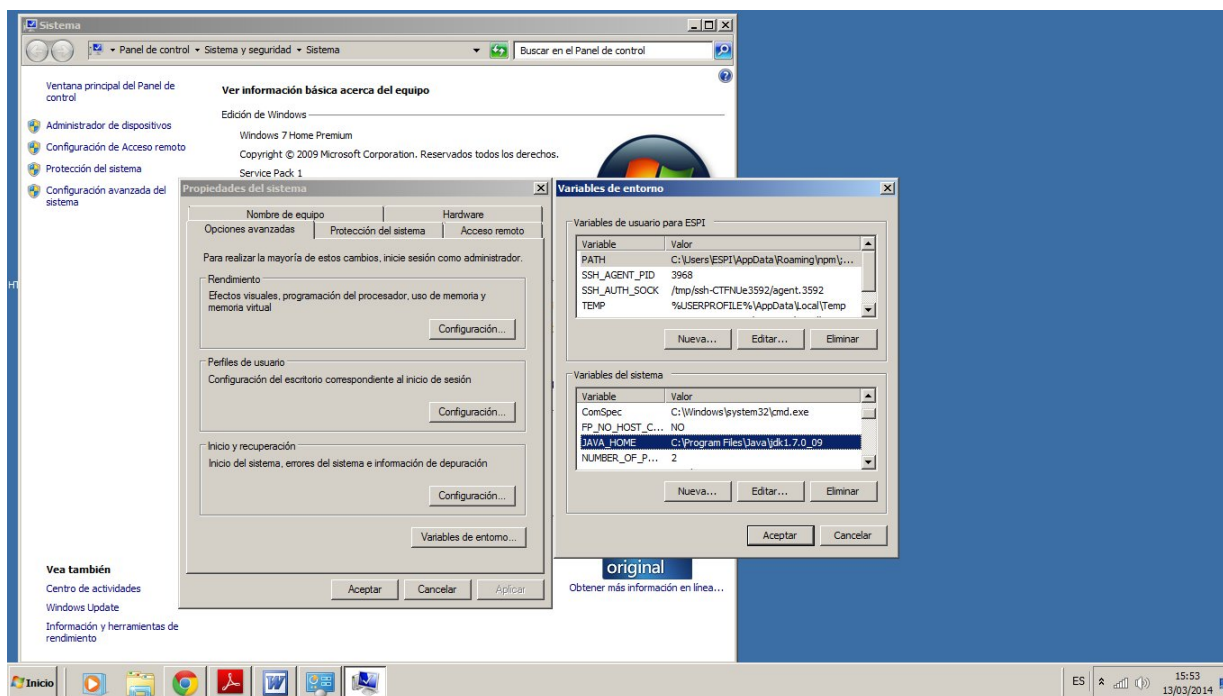 Sistema
Panel de control
Sistema y seguridad
Sistema
Buscar en el Panel de control
Ventana principal del Panel de
control
Administrador de dispositivos
Configuración de Acceso remoto
Protección del sistema
Configuración avanzada del
sistema
Ver información básica acerca del equipo
Edición de Windows
Windows 7 Home Premium
Copyright © 2009 Microsoft Corporation. Reservados todos los derechos.
Service Pack 1
Propiedades del sistema
Nombre de equipo
Hardware
Opciones avanzadas
Protección del sistema
Acceso remoto
Para realizar la mayoría de estos cambios, inicie sesión como administrador.
Rendimiento
Efectos visuales, programación del procesador, uso de memoria y
memoria virtual
Configuración...
Perfiles de usuario
Configuración del escritorio correspondiente al inicio de sesión
Configuración...
Inicio y recuperación
Inicio del sistema, errores del sistema e información de depuración
Configuración...
Variables de entorno...
Aceptar
Cancelar
Aplicar
Variables de entorno
Variables de usuario para ESPI
Variable Valor
PATH C:\Users\ESPI\AppData\Roaming\npm\;...
SSH_AGENT_PID 3968
SSH_AUTH_SOCK /tmp/ssh-CTFNUe3592/agent.3592
TEMP %USERPROFILE%\AppData\Local\Temp
Nueva...
Editar...
Eliminar
Variables del sistema
Variable Valor
ComSpec C:\Windows\system32\cmd.exe
FP_NO_HOST_C... NO
JAVA_HOME C:\Program Files\Java\jdk1.7.0_09
NUMBER_OF_P... 2
Nueva...
Editar...
Eliminar
Aceptar
Cancelar
original
Obtener más información en línea...
Vea también
Centro de actividades
Windows Update
Información y herramientas de
rendimiento
Inicio
ES
15:53
13/03/2014